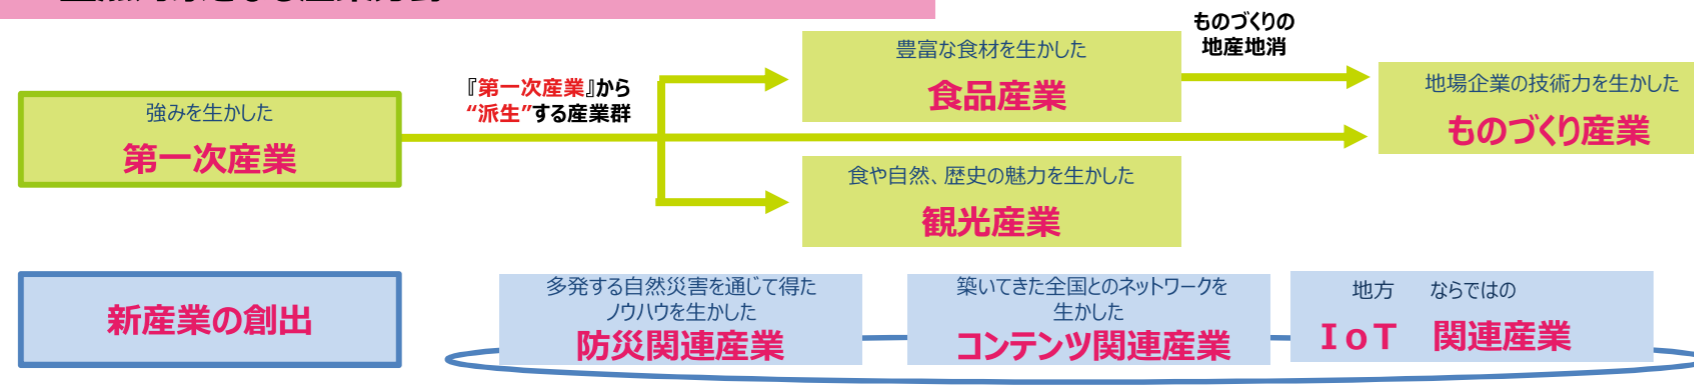 ものづくりの
地産地消
豊富な食材を生かした
食品産業
『第一次産業』から
“派生”する産業群
強みを生かした
第一次産業
地場企業の技術力を生かした
ものづくり産業
食や自然、歴史の魅力を生かした
観光産業
新産業の創出
多発する自然災害を通じて得た
ノウハウを生かした
防災関連産業
築いてきた全国とのネットワークを
生かした
コンテンツ関連産業
地方 ならではの
IoT 関連産業